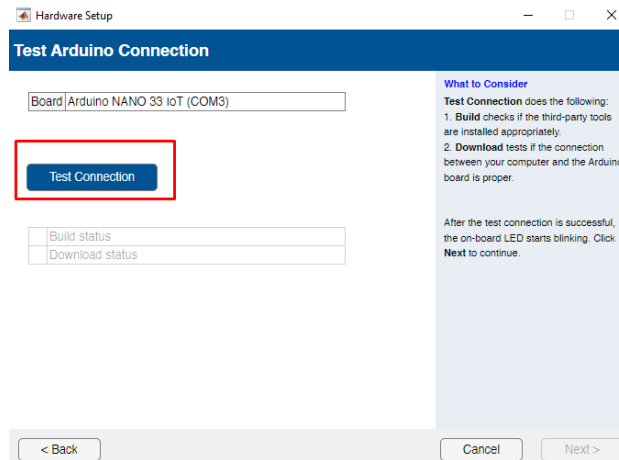 Hardware Setup
Test Arduino Connection
Board Arduino NANO 33 IoT (COM3)
Test Connection
Build status
Download status
What to Consider
Test Connection does the following:
1. Build checks if the third-party tools
are installed appropriately.
2. Download tests if the connection
between your computer and the Arduino
board is proper.
After the test connection is successful,
the on-board LED starts blinking. Click
Next to continue.
< Back
Cancel
Next >